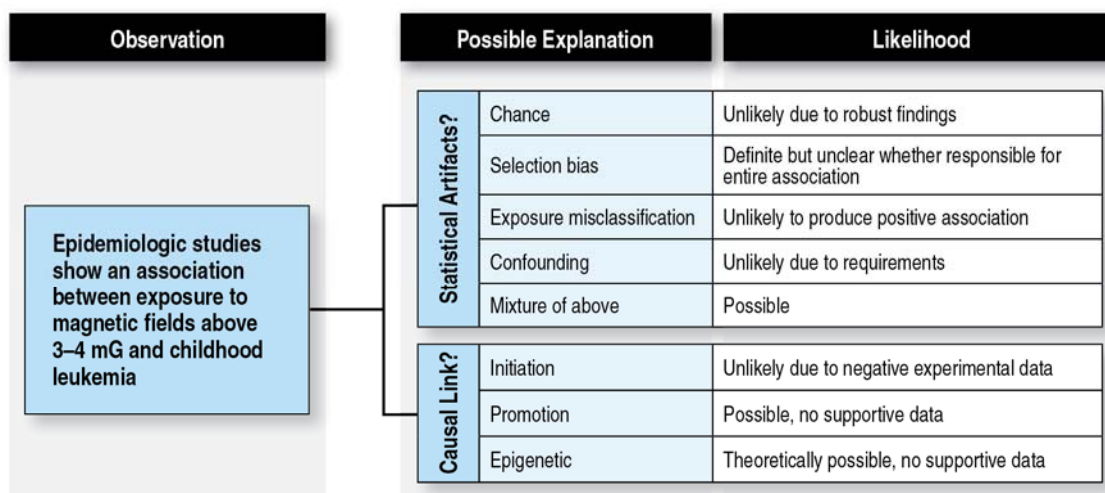 Observation
Possible Explanation
Likelihood
Epidemiologic studies
show an association
between exposure to
magnetic fields above
3–4 mG and childhood
leukemia
Statistical Artifacts?
Chance
Unlikely due to robust findings
Selection bias
Definite but unclear whether responsible for
entire association
Exposure misclassification
Unlikely to produce positive association
Confounding
Unlikely due to requirements
Mixture of above
Possible
Causal Link?
Initiation
Unlikely due to negative experimental data
Promotion
Possible, no supportive data
Epigenetic
Theoretically possible, no supportive data